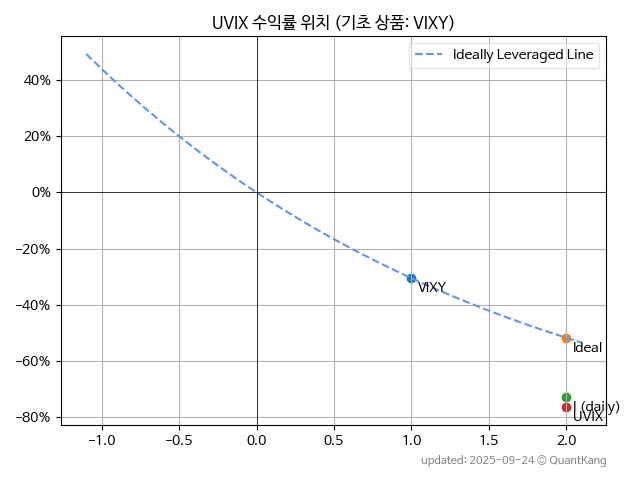 UVIX 수익률 위치 (기초 상품: VIXY)
Ideally Leveraged Line
40%
20%
0%
−20%
−40%
−60%
−80%
VIXY
Ideal
(daily)
UVIX
−1.0
−0.5
0.0
0.5
1.0
1.5
2.0
updated: 2025-09-24 © QuantKang